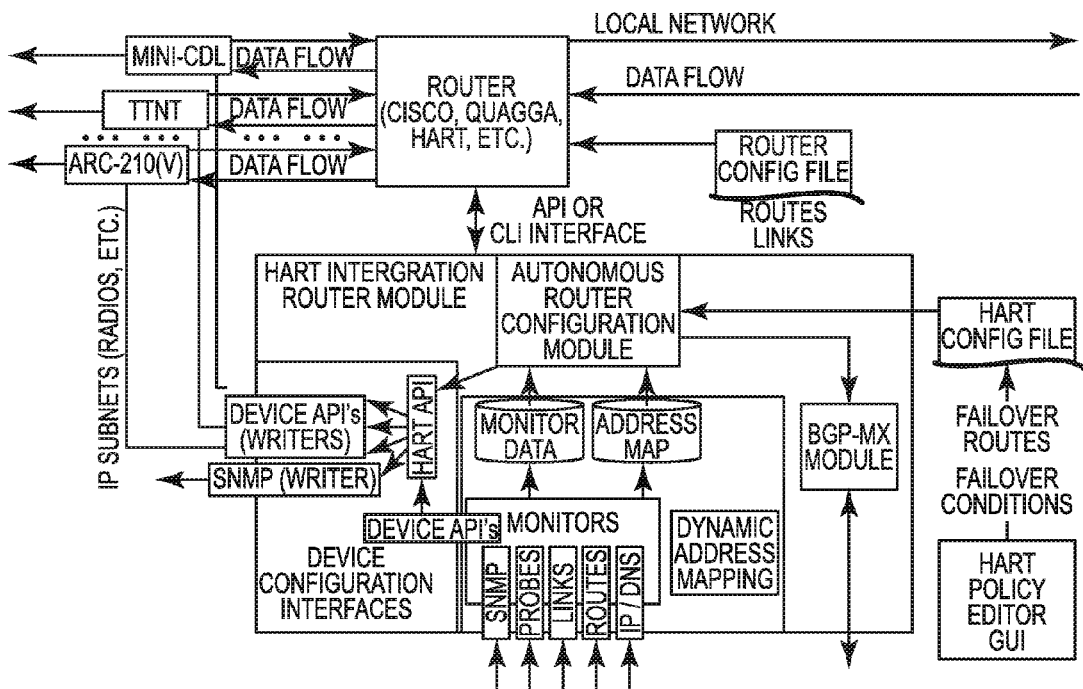 LOCAL NETWORK
MINI-CDL
DATA FLOW
ROUTER
(CISCO, QUAGGA,
HART, ETC.)
DATA FLOW
TTNT
DATA FLOW
ARC-210(V)
DATA FLOW
ROUTER
CONFIG FILE
ROUTES
LINKS
API OR
CLI INTERFACE
IP SUBNETS (RADIOS, ETC.)
HART INTERGRATION
ROUTER MODULE
AUTONOMOUS
ROUTER
CONFIGURATION
MODULE
HART
CONFIG FILE
DEVICE API's
(WRITERS)
HART API
MONITOR
DATA
ADDRESS
MAP
BGP-MX
MODULE
FAILOVER
ROUTES
FAILOVER
CONDITIONS
SNMP (WRITER)
DEVICE API's
MONITORS
DYNAMIC
ADDRESS
MAPPING
DEVICE
CONFIGURATION
INTERFACES
SNMP
PROBES
LINKS
ROUTES
IP / DNS
HART
POLICY
EDITOR
GUI